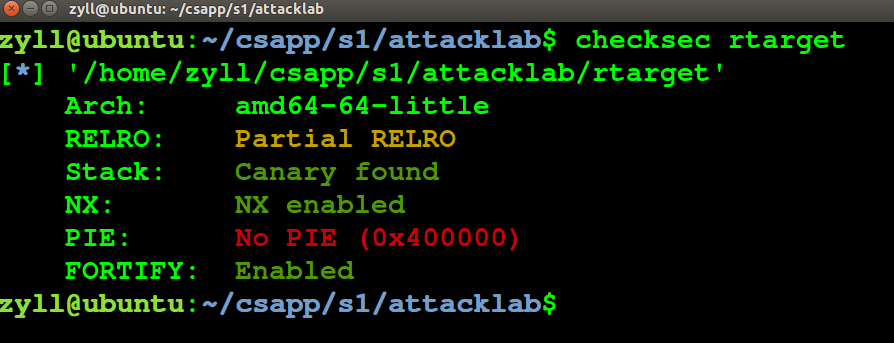 zyll@ubuntu: ~/csapp/s1/attacklab
zyll@ubuntu:~/csapp/s1/attacklab$ checksec rtarget
[*] '/home/zyll/csapp/s1/attacklab/rtarget'
    Arch:     amd64-64-little
    RELRO:    Partial RELRO
    Stack:    Canary found
    NX:       NX enabled
    PIE:      No PIE (0x400000)
    FORTIFY:  Enabled
zyll@ubuntu:~/csapp/s1/attacklab$